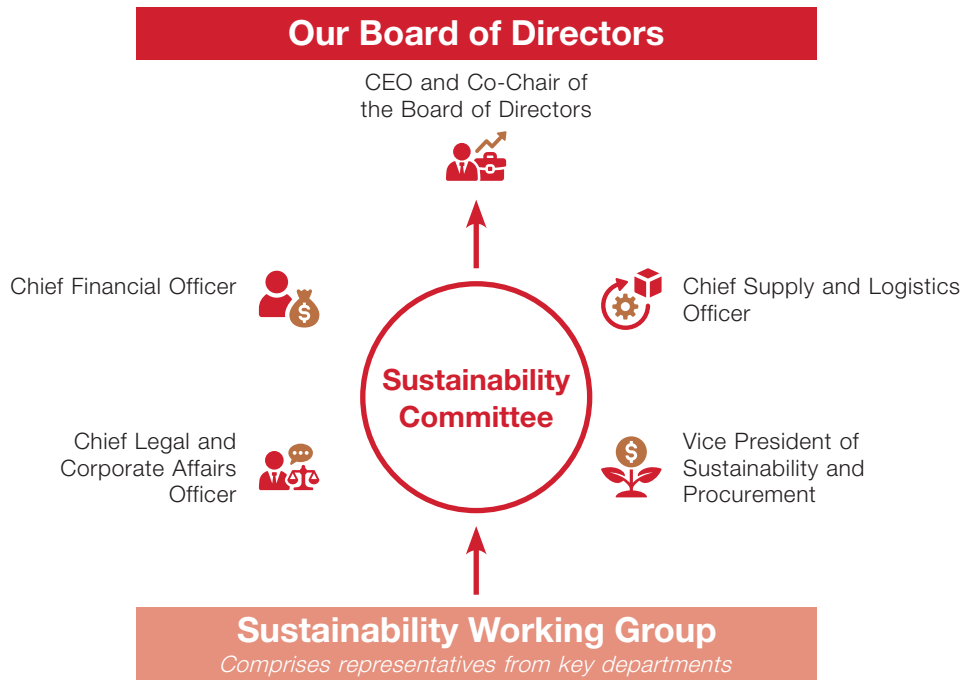 Our Board of Directors
CEO and Co-Chair of
the Board of Directors
Chief Financial Officer
$
Chief Supply and Logistics
Officer
Sustainability
Committee
Chief Legal and
Corporate Affairs
Officer
$
Vice President of
Sustainability and
Procurement
Sustainability Working Group
Comprises representatives from key departments